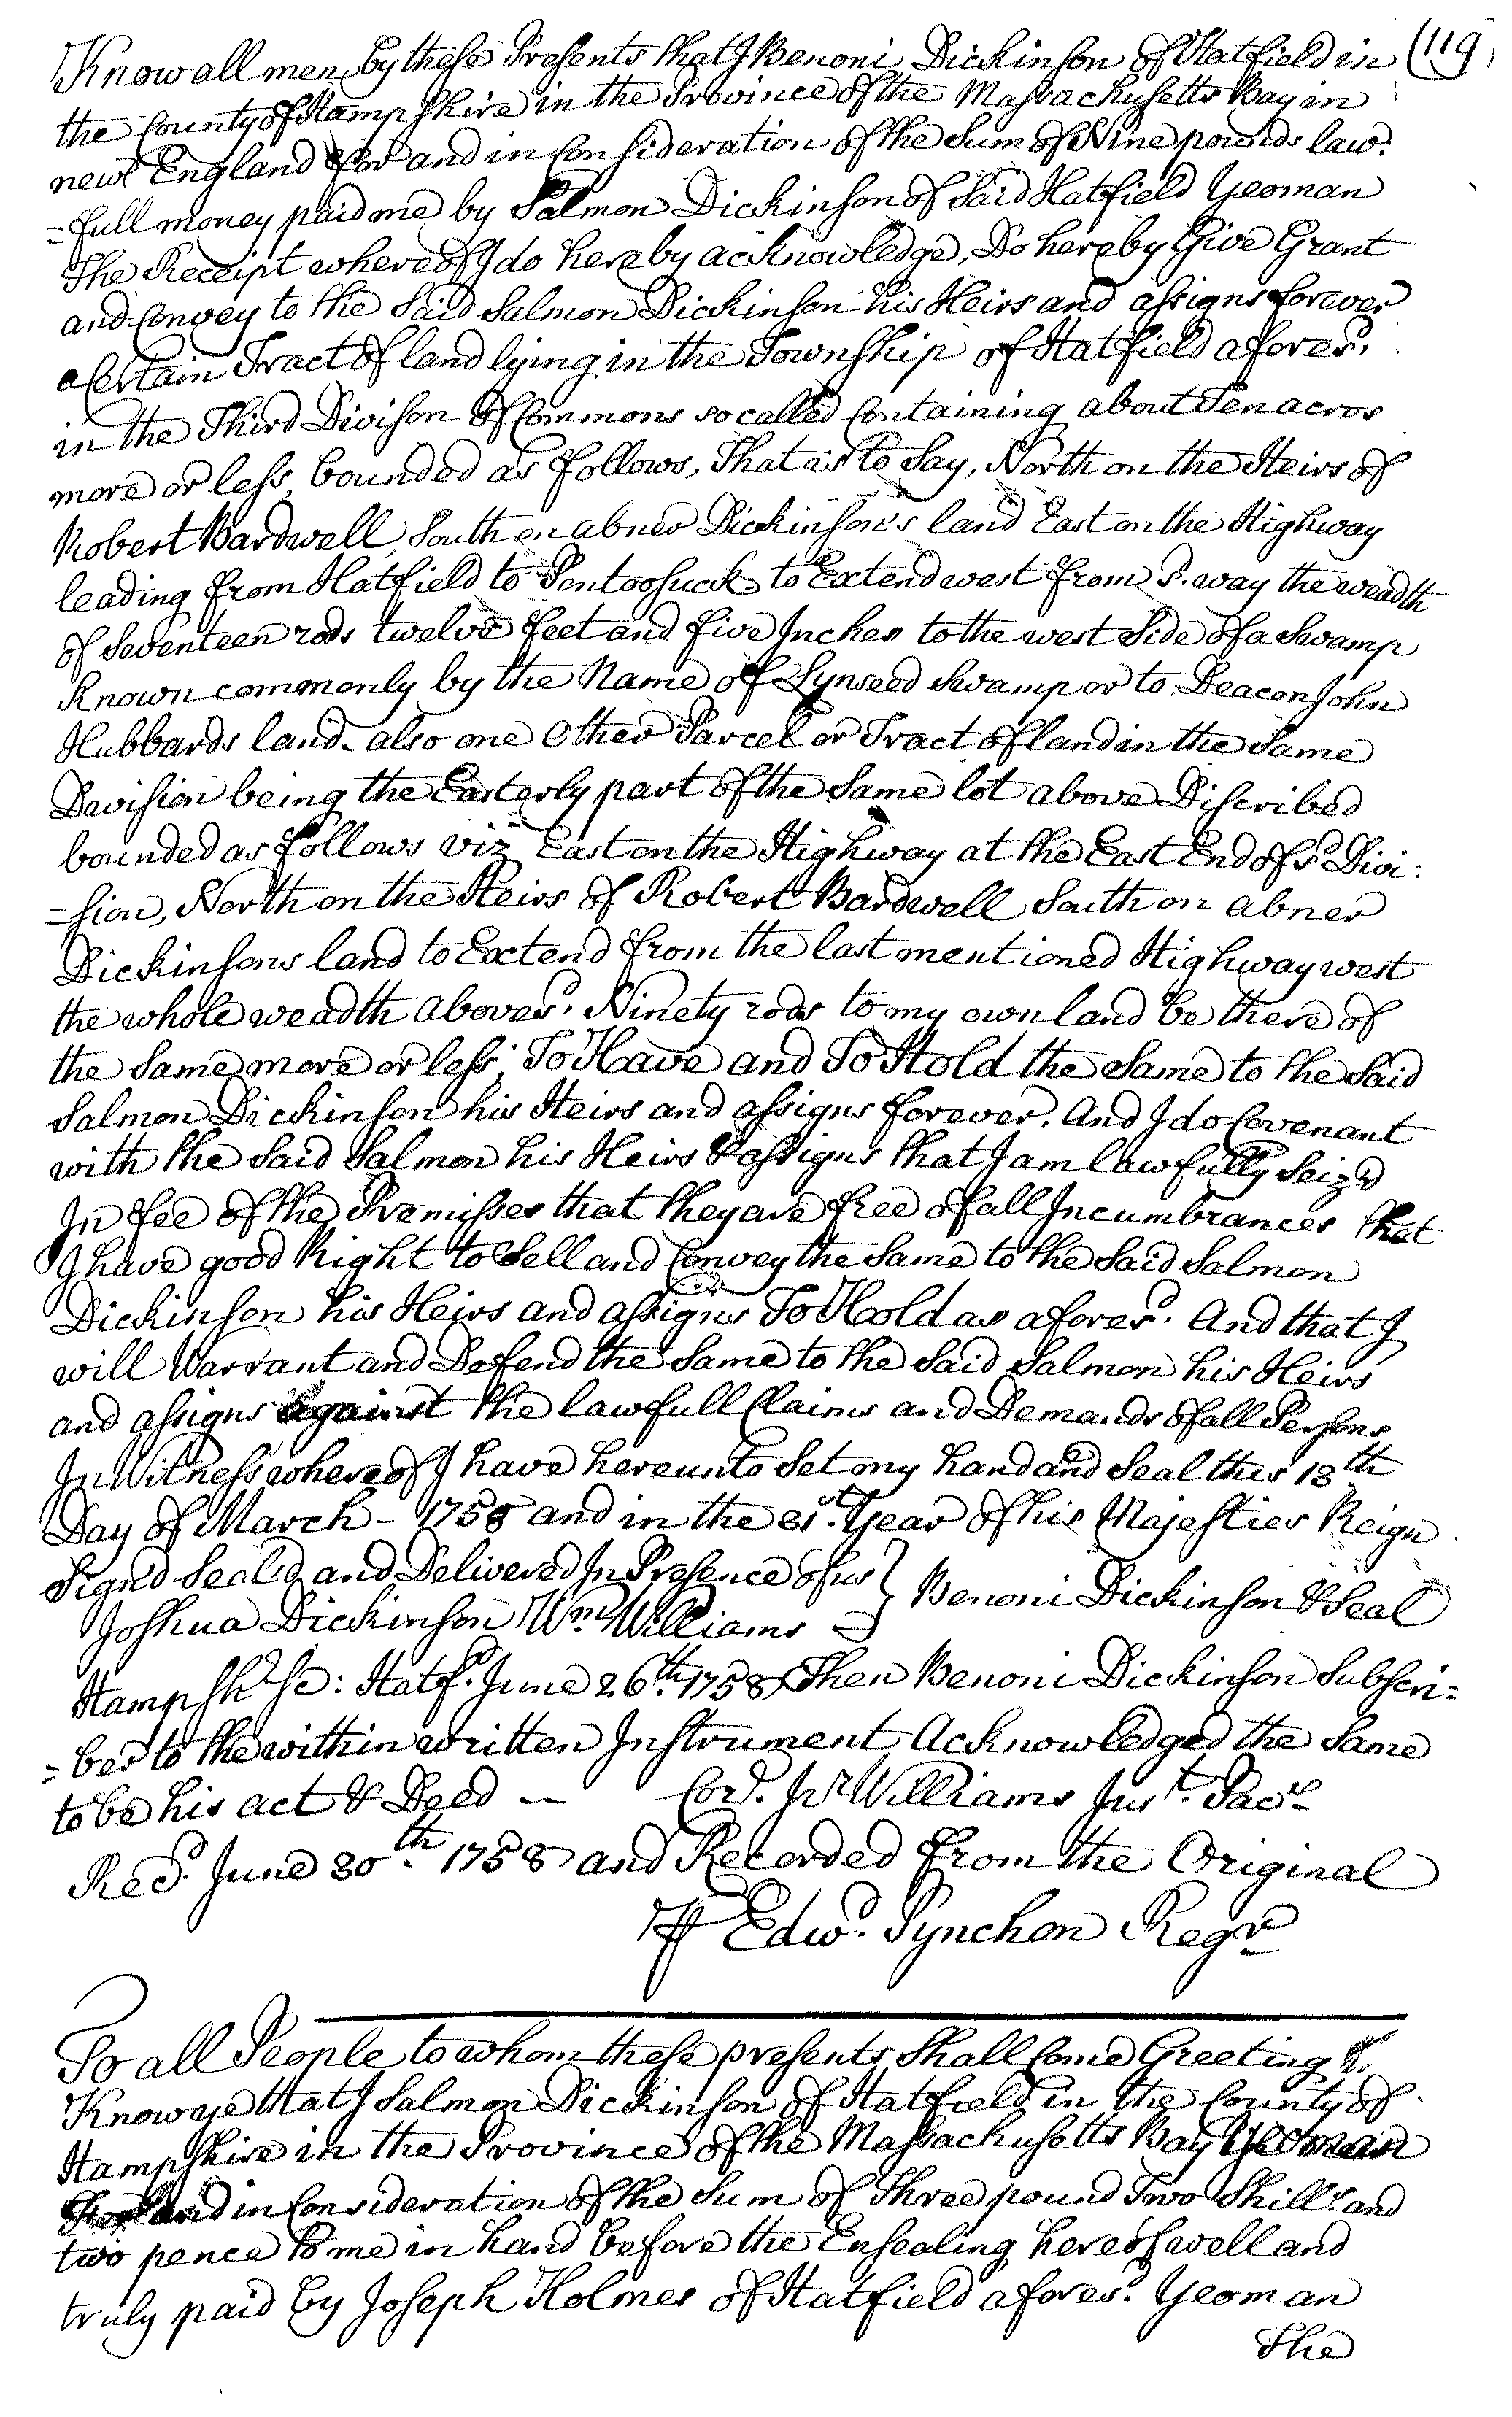 Know all men by these Presents that I Benoni Dickinson of Hatfield in (119
the County of Hampshire in the Province of the Massachusetts Bay in
new England for and in Consideration of the Sum of Nine pounds law:
=full money paid me by Salmon Dickinson of Said Hatfield Yeoman
The Receipt whereof I do hereby acknowledge, Do hereby Give Grant
and Convey to the Said Salmon Dickinson his Heirs and assigns forever
a Certain Tract of land lying in the Township of Hatfield afores.d
in the Third Divison of Commons so called Containing about Ten acres
more or less, bounded as follows, That is to Say, North on the Heirs of
Robert Bardwell, South on abner Dickinson's land East on the Highway
leading from Hatfield to Pontoosuck to Extend west from s.d way the weadth
of Seventeen rods twelve feet and five Inches to the west Side of a Swamp
Known commonly by the Name of Lynseed Swamp or to Deacon John
Hubbards land. also one Other Parcel or Tract of land in the Same
Division being the Easterly part of the Same lot above Discribed
bounded as follows viz East on the Highway at the East End of s.d Divi:
=sion, North on the Heirs of Robert Bardwell South on abner
Dickinsons land to Extend from the last mentioned Highway west
the whole weadth aboves.d Ninety rods to my own land be there of
the Same more or less; To Have and To Hold the Same to the Said
Salmon Dickinson his Heirs and assigns forever. And I do Covenant
with the Said Salmon his Heirs & assigns that I am lawfully Seiz'd
In fee of the Premisses that they are free of all Incumbrances that
I have good Right to Sell and Convey the Same to the Said Salmon
Dickinson his Heirs and assigns To Hold as afores.d And that I
will Warrant and Defend the Same to the Said Salmon his Heirs
and assigns against the lawfull Claims and Demands of all Persons
In Witness whereof I have hereunto Set my hand and Seal this 13th
Day of March - 1758 and in the 31st. Year of his Majesties Reign
Sign'd Seal'd and Delivered In Presence of us } Benoni Dickinson & Seal
Joshua Dickinson Wm. Williams
Hampshr. Sc: Hatfd. June 26th. 1758 Then Benoni Dickinson Subscri=
=ber to the within written Instrument Acknowledged the Same
to be his act & Deed -- Cor. Wr. Williams Just. Pacs.
Rec.d June 30th. 1758 and Recorded from the Original
P Edw.d Pynchon Regr.
To all People to whom these presents Shall Come Greeting &.
Know ye that I Salmon Dickinson of Hatfield in the County of
Hampshire in the Province of the Massachusetts Bay Yeoman
For and in Consideration of the Sum of Three pound Two Shills. and
two pence to me in hand before the Ensealing hereof well and
truly paid by Joseph Holmes of Hatfield afores.d Yeoman
The